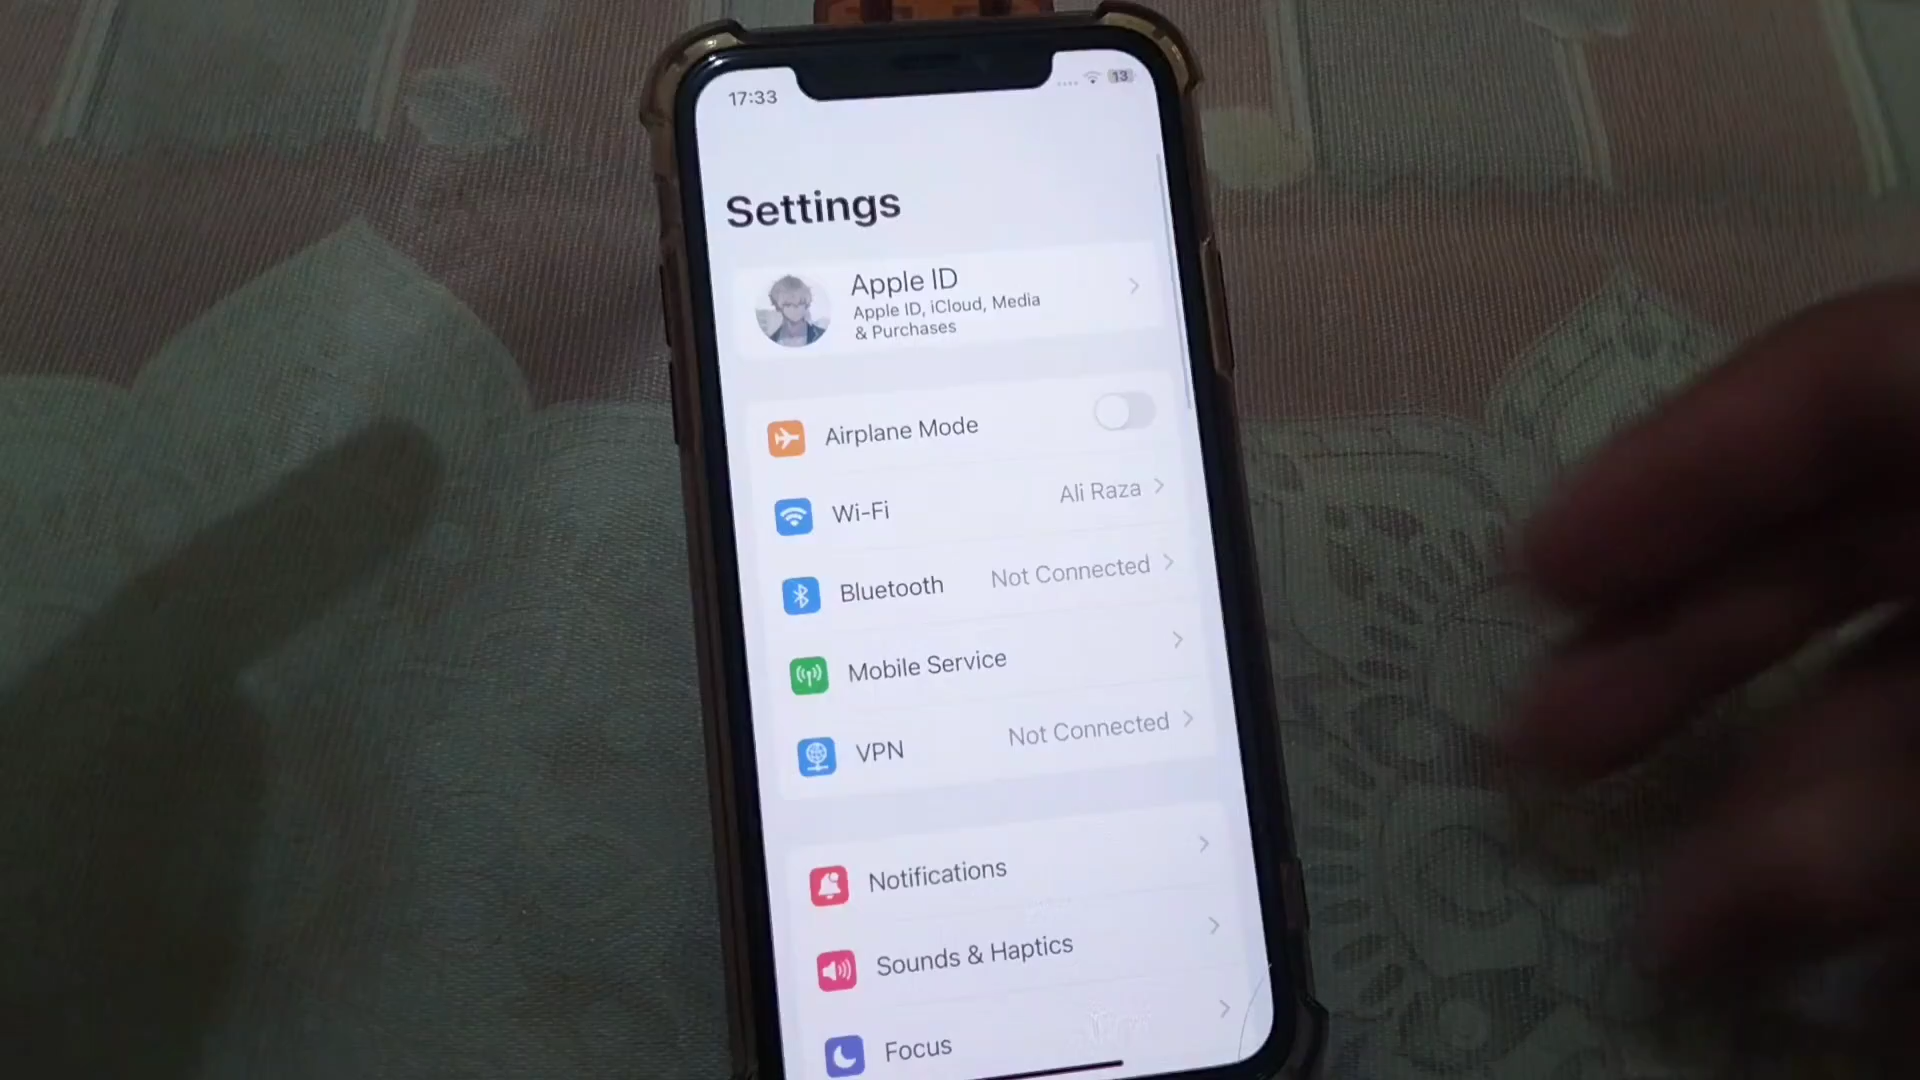 17:33
13
Settings
Apple ID
Apple ID, iCloud, Media
& Purchases
Airplane Mode
Wi-Fi
Ali Raza
Bluetooth
Not Connected
Mobile Service
VPN
Not Connected
Notifications
Sounds & Haptics
Focus